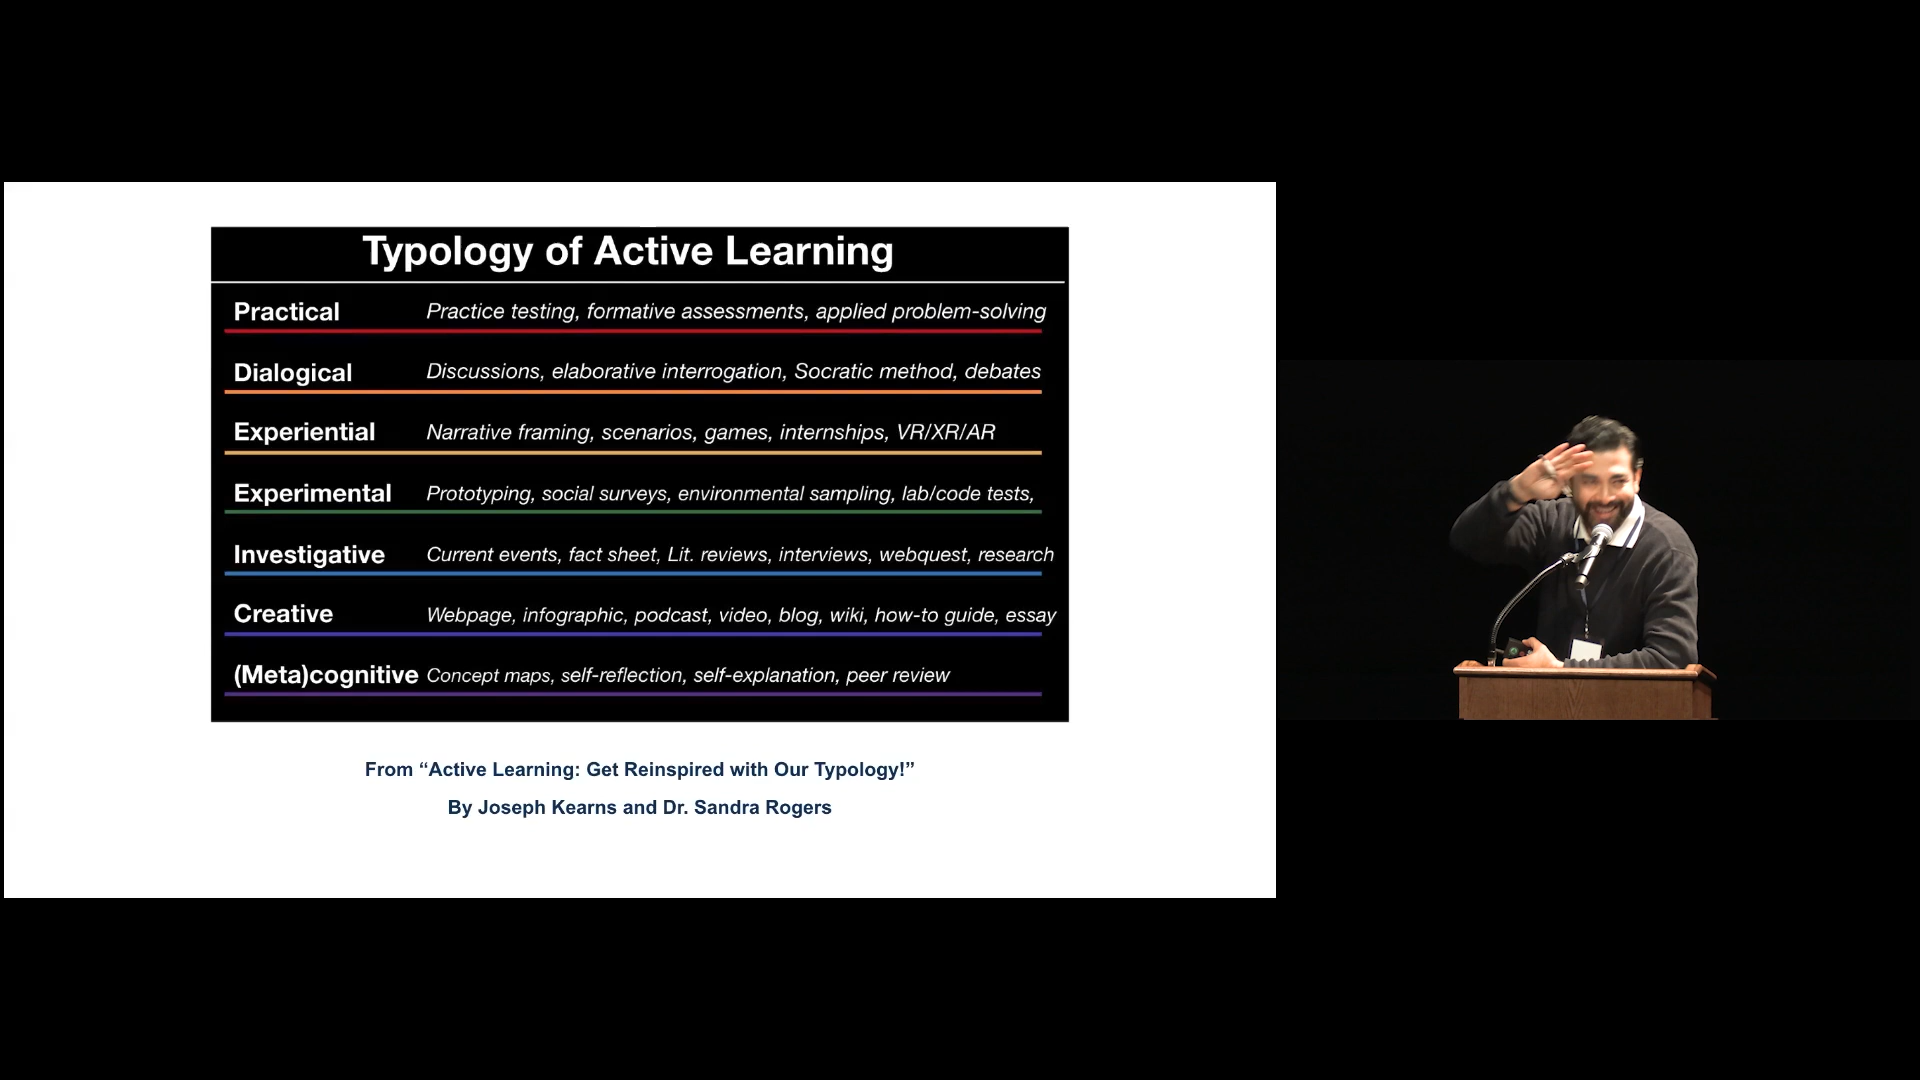 Typology of Active Learning
Practical Practice testing, formative assessments, applied problem-solving
Dialogical Discussions, elaborative interrogation, Socratic method, debates
Experiential Narrative framing, scenarios, games, internships, VR/XR/AR
Experimental Prototyping, social surveys, environmental sampling, lab/code tests,
Investigative Current events, fact sheet, Lit. reviews, interviews, webquest, research
Creative Webpage, infographic, podcast, video, blog, wiki, how-to guide, essay
(Meta)cognitive Concept maps, self-reflection, self-explanation, peer review
From “Active Learning: Get Reinspired with Our Typology!”
By Joseph Kearns and Dr. Sandra Rogers